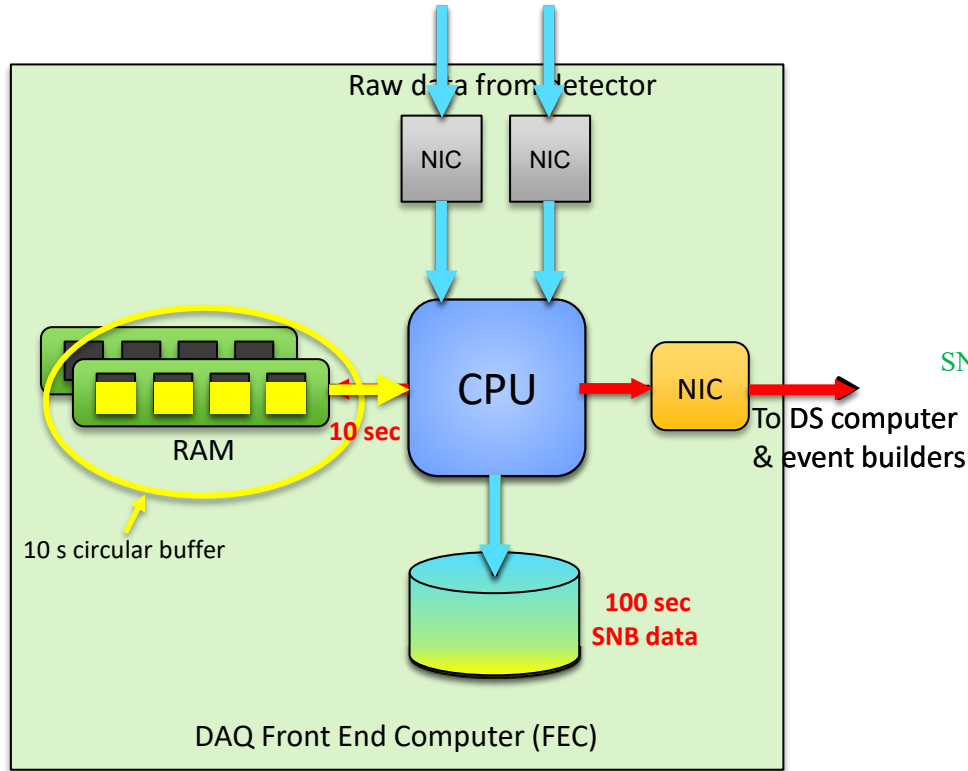 Raw data from detector
NIC
NIC
CPU
NIC
SN
To DS computer
& event builders
10 sec
RAM
10 s circular buffer
100 sec
SNB data
DAQ Front End Computer (FEC)